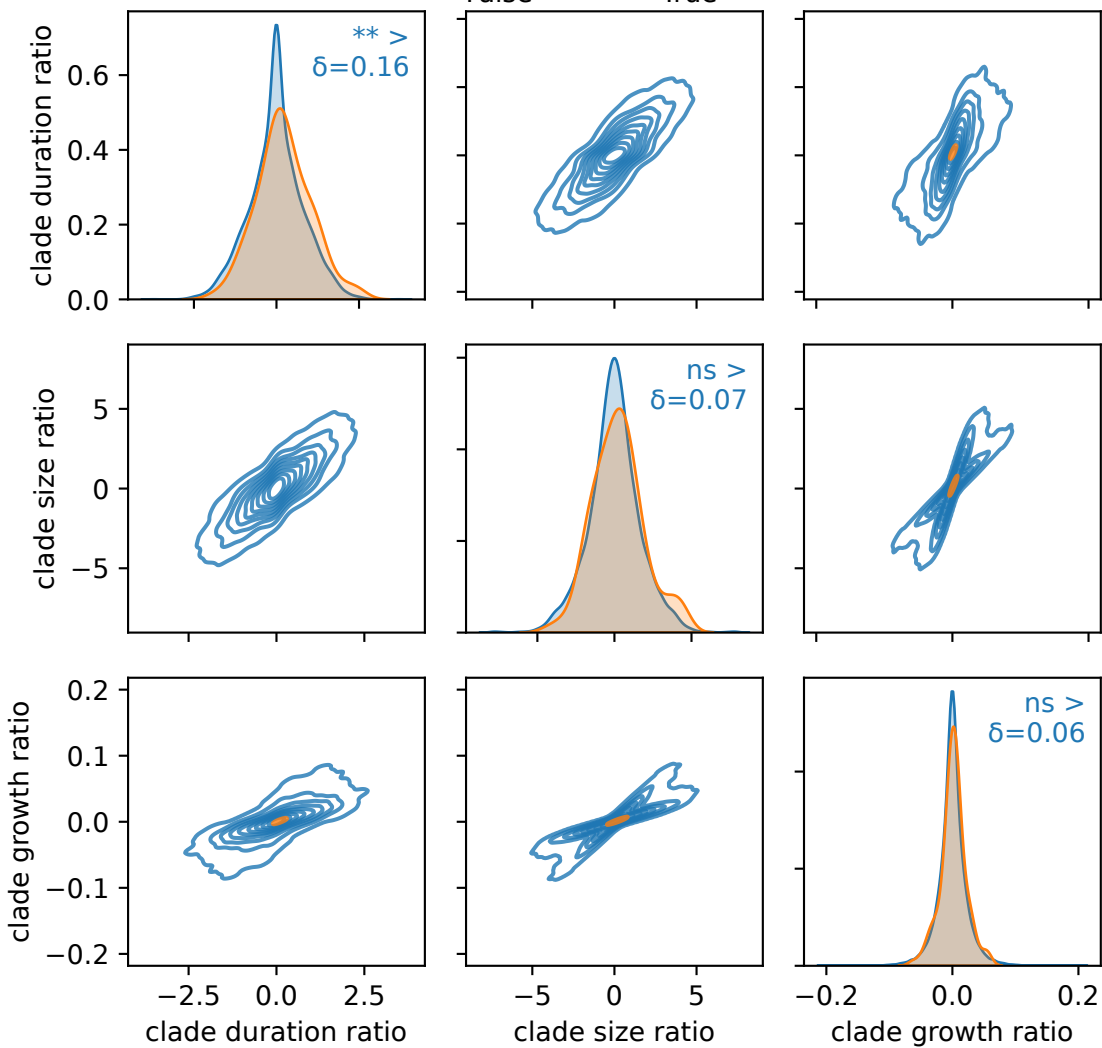 ** >
δ=0.16
0.6
0.4
0.2
0.0
clade duration ratio
ns >
δ=0.07
5
0
−5
clade size ratio
ns >
δ=0.06
0.2
0.1
0.0
−0.1
−0.2
clade growth ratio
−2.5 0.0 2.5
clade duration ratio
−5 0 5
clade size ratio
−0.2 0.0 0.2
clade growth ratio